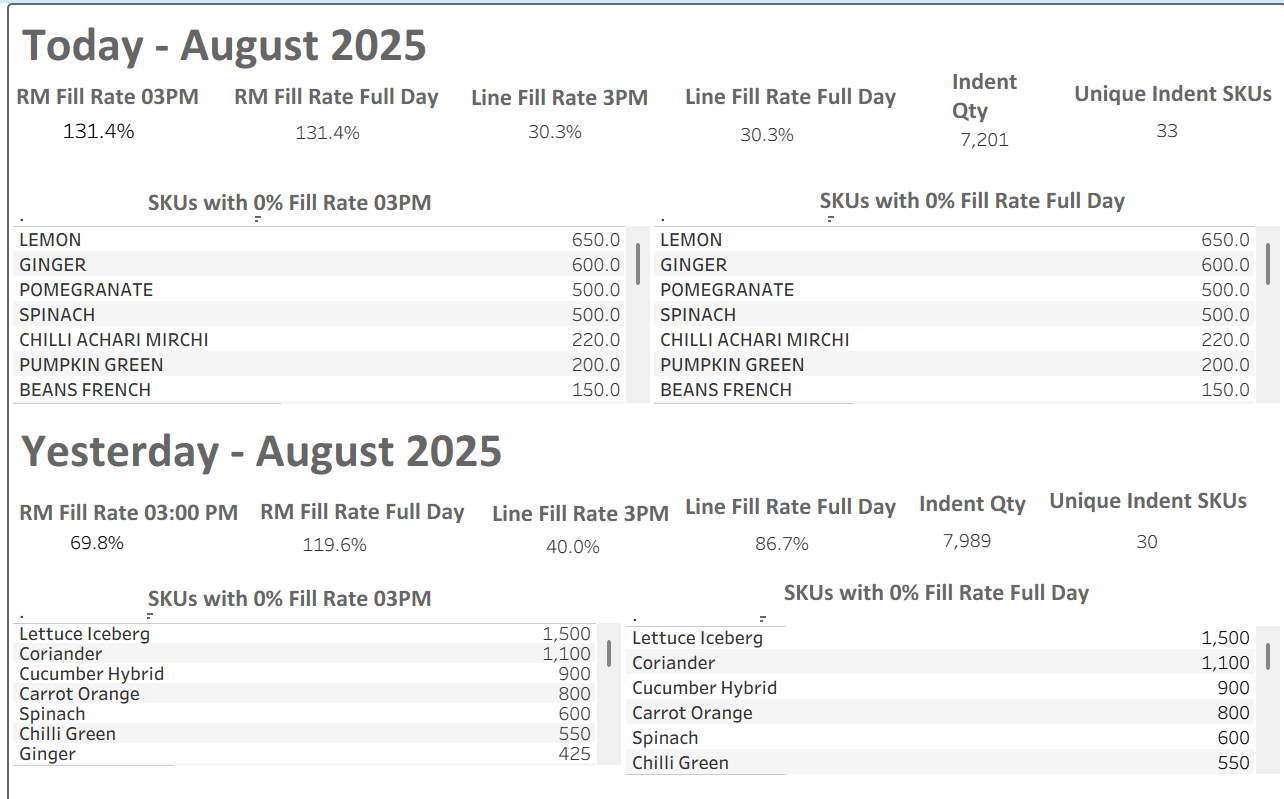 Today - August 2025
RM Fill Rate 03PM RM Fill Rate Full Day Line Fill Rate 3PM Line Fill Rate Full Day Indent Qty Unique Indent SKUs
131.4% 131.4% 30.3% 30.3% 7,201 33
SKUs with 0% Fill Rate 03PM
LEMON 650.0
GINGER 600.0
POMEGRANATE 500.0
SPINACH 500.0
CHILLI ACHARI MIRCHI 220.0
PUMPKIN GREEN 200.0
BEANS FRENCH 150.0
SKUs with 0% Fill Rate Full Day
LEMON 650.0
GINGER 600.0
POMEGRANATE 500.0
SPINACH 500.0
CHILLI ACHARI MIRCHI 220.0
PUMPKIN GREEN 200.0
BEANS FRENCH 150.0
Yesterday - August 2025
RM Fill Rate 03:00 PM RM Fill Rate Full Day Line Fill Rate 3PM Line Fill Rate Full Day Indent Qty Unique Indent SKUs
69.8% 119.6% 40.0% 86.7% 7,989 30
SKUs with 0% Fill Rate 03PM
Lettuce Iceberg 1,500
Coriander 1,100
Cucumber Hybrid 900
Carrot Orange 800
Spinach 600
Chilli Green 550
Ginger 425
SKUs with 0% Fill Rate Full Day
Lettuce Iceberg 1,500
Coriander 1,100
Cucumber Hybrid 900
Carrot Orange 800
Spinach 600
Chilli Green 550